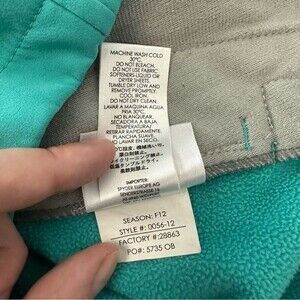 MACHINE WASH COLD
30°C.
DO NOT BLEACH.
DO NOT USE FABRIC
SOFTENERS-LIQUID OR
DRYER SHEETS.
TUMBLE DRY LOW AND
REMOVE PROMPTLY.
COOL IRON.
DO NOT DRY CLEAN.
LAVAR A MAQUINA AGUA
FRIA 30°C.
NO BLANQUEAR.
SECADORA A BAJA
TEMPERATURA/
RETIRAR RAPIDAMENTE.
PLANCHA SUAVE.
NO LAVAR EN SECO.
IMPORTER:
SPYDER EUROPE AG
SEASON: F12
STYLE #: 0056-12
FACTORY #:28863
PO#: 5735 OB